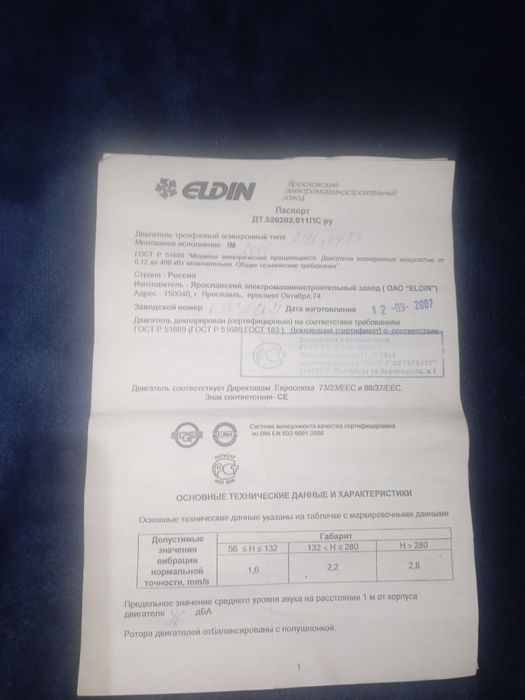 ELDIN
Ярославский
электромашиностроительный
завод
Паспорт
ДТ.520202.011ПС ру
Двигатель трехфазный асинхронный типа
Монтажное исполнение IM
ГОСТ Р 51689 "Машины электрические вращающиеся. Двигатели асинхронные мощностью от
0,12 до 400 кВт включительно. Общие технические требования"
Страна - Россия
Изготовитель - Ярославский электромашиностроительный завод ( ОАО "ELDIN")
Адрес - 150040, г. Ярославль, проспект Октября,74
Заводской номер Дата изготовления 12-09-2007
Двигатель декларирован (сертифицирован) на соответствие требованиям
ГОСТ Р 51689 (ГОСТ Р 51689,ГОСТ 183 ). Декларация (сертификат) о соответствии
Двигатель соответствует Директивам Евросоюза 73/23/ЕЕС и 98/37/ЕЕС.
Знак соответствия- СЕ
Система менеджмента качества сертифицирована
по DIN EN ISO 9001:2000
РЕГИСТР
ОСНОВНЫЕ ТЕХНИЧЕСКИЕ ДАННЫЕ И ХАРАКТЕРИСТИКИ
Основные технические данные указаны на табличке с маркировочными данными
Допустимые значения вибрации нормальной точности, mm/s
Габарит
56 ≤ H ≤ 132 132 < H ≤ 280 H > 280
1,6 2,2 2,8
Предельное значение среднего уровня звука на расстоянии 1 м от корпуса
двигателя дБА
Ротора двигателей отбалансированы с полушпонкой.
1